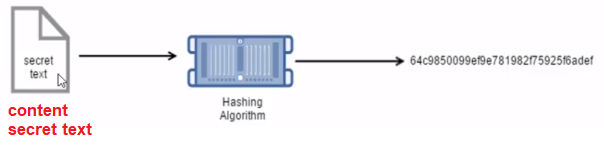 secret
text
content
secret text
Hashing
Algorithm
64c9850099ef9e781982f75925f6adef